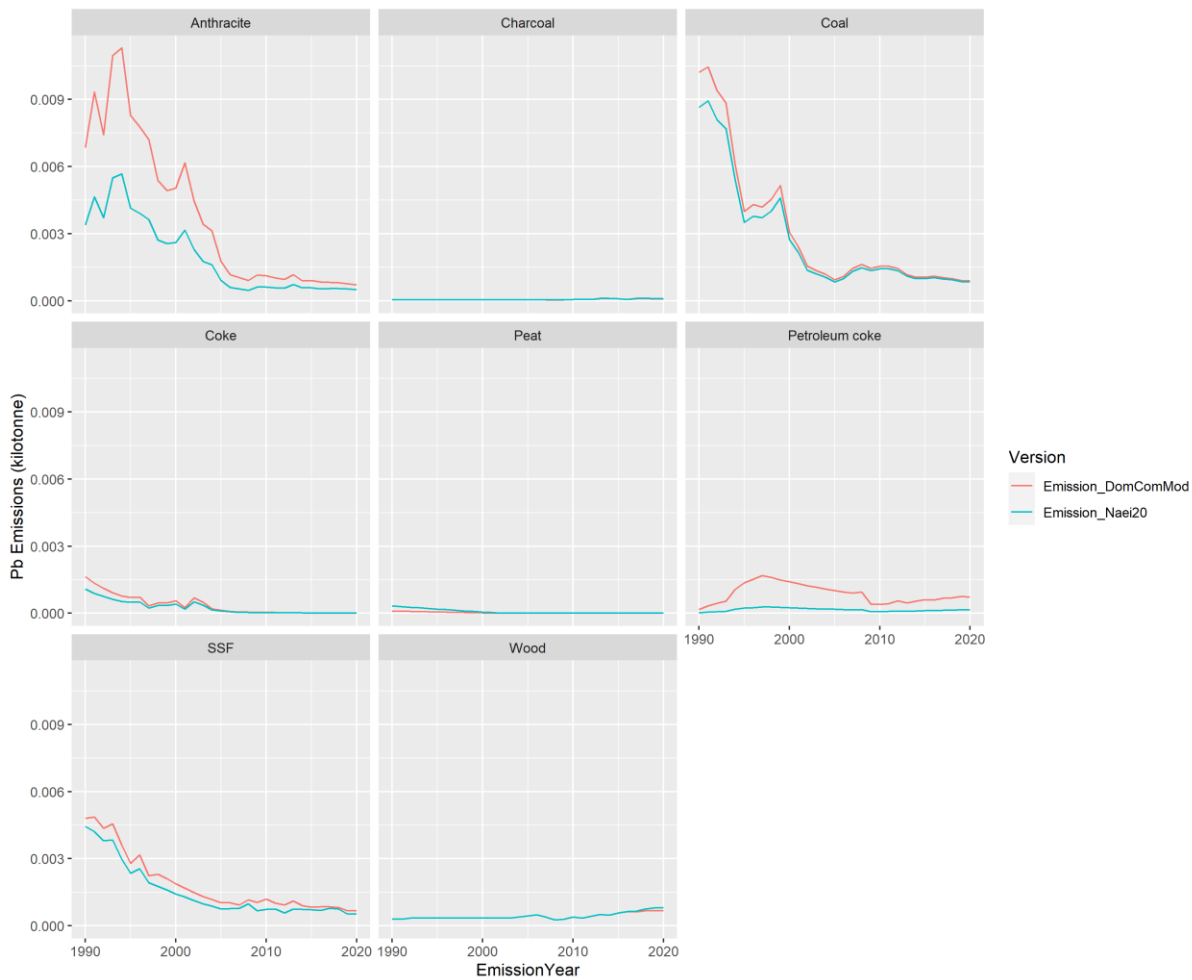 Anthracite
Charcoal
Coal
0.009
0.006
0.003
0.000
Coke
Peat
Petroleum coke
0.009
0.006
0.003
0.000
1990
2000
2010
2020
SSF
Wood
0.009
0.006
0.003
0.000
1990
2000
2010
2020
1990
2000
2010
2020
EmissionYear
Pb Emissions (kilotonne)
Version
Emission_DomComMod
Emission_Naei20